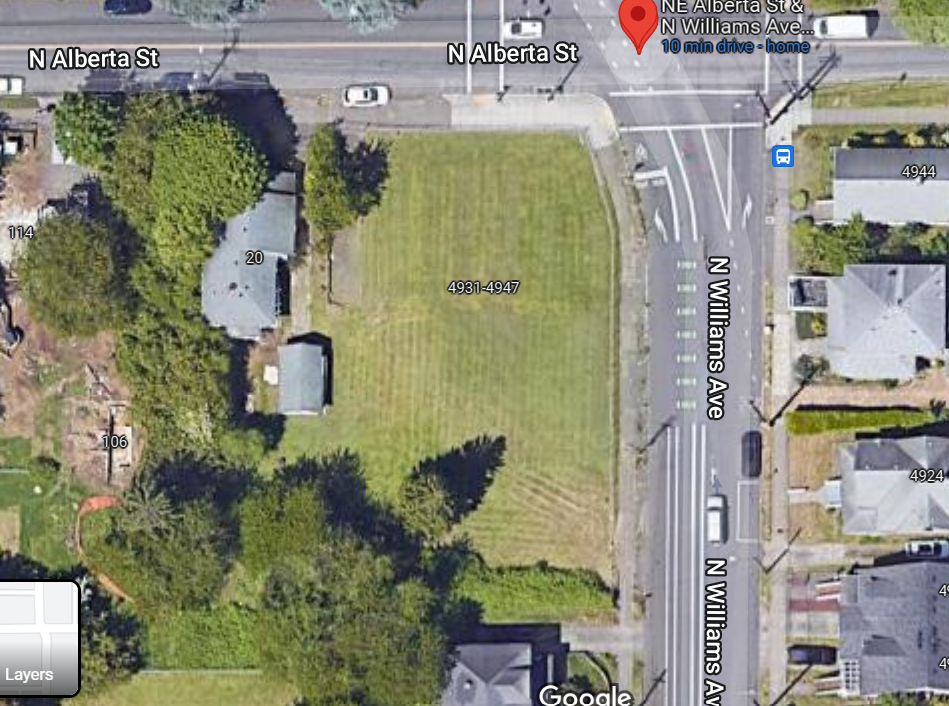 NE Alberta St &
N Williams Ave...
10 min drive - home
N Alberta St
N Alberta St
4944
114
20
4931-4947
N Williams Ave
106
4924
N Williams Av
Layers
Google